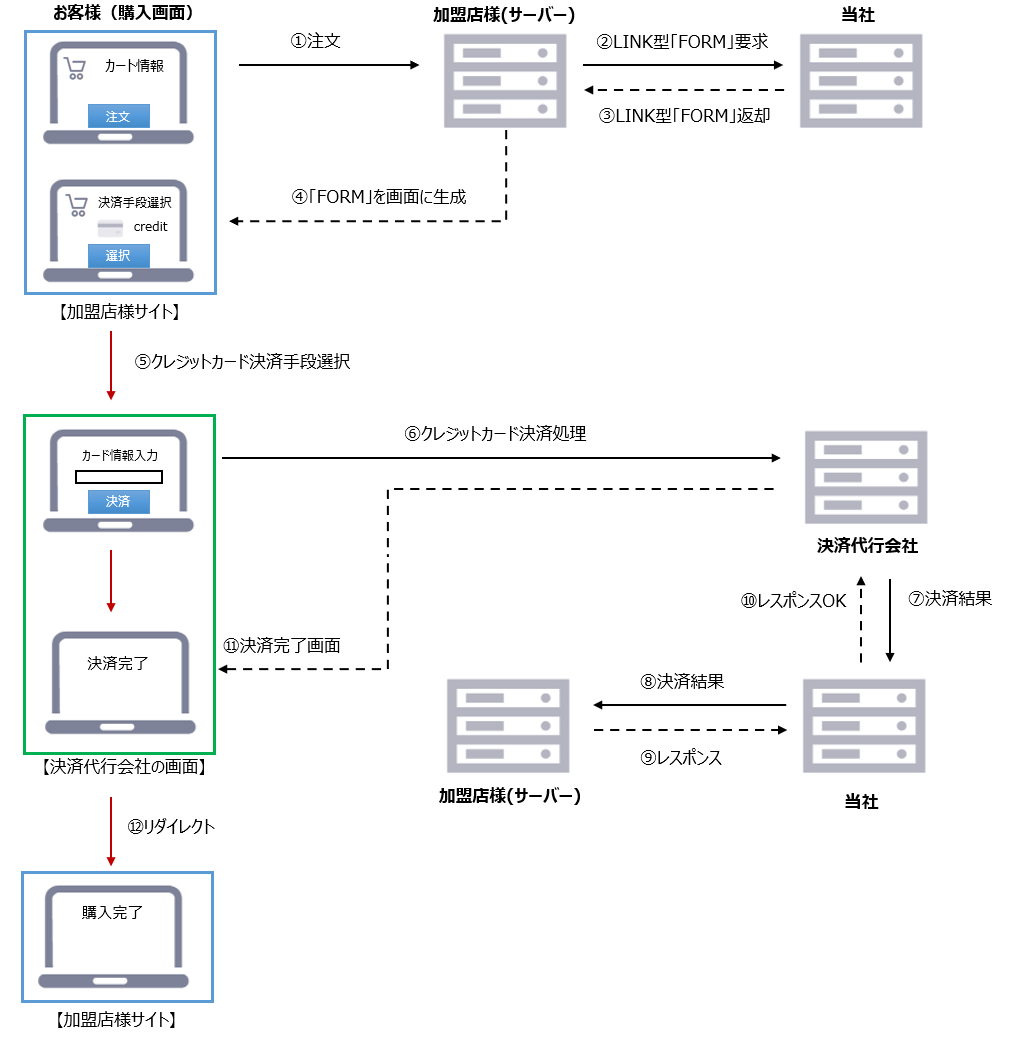 お客様（購入画面）
加盟店様(サーバー)
当社
①注文
②LINK型「FORM」要求
③LINK型「FORM」返却
カート情報
注文
④「FORM」を画面に生成
決済手段選択
credit
選択
【加盟店様サイト】
⑤クレジットカード決済手段選択
⑥クレジットカード決済処理
カード情報入力
決済
決済代行会社
⑩レスポンスOK
⑦決済結果
⑪決済完了画面
決済完了
⑧決済結果
⑨レスポンス
【決済代行会社の画面】
加盟店様(サーバー)
当社
⑫リダイレクト
購入完了
【加盟店様サイト】